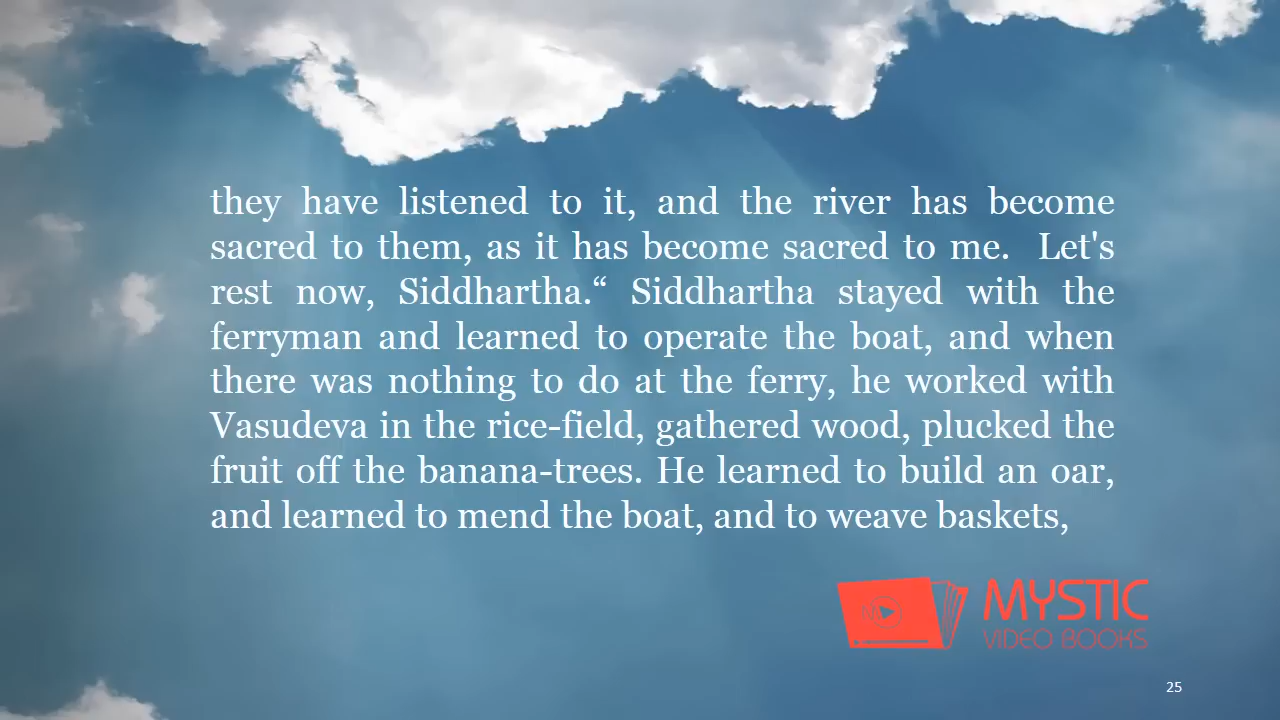 they have listened to it, and the river has become
sacred to them, as it has become sacred to me.  Let's
rest now, Siddhartha.“ Siddhartha stayed with the
ferryman and learned to operate the boat, and when
there was nothing to do at the ferry, he worked with
Vasudeva in the rice-field, gathered wood, plucked the
fruit off the banana-trees. He learned to build an oar,
and learned to mend the boat, and to weave baskets,
MYSTIC
VIDEO BOOKS
25